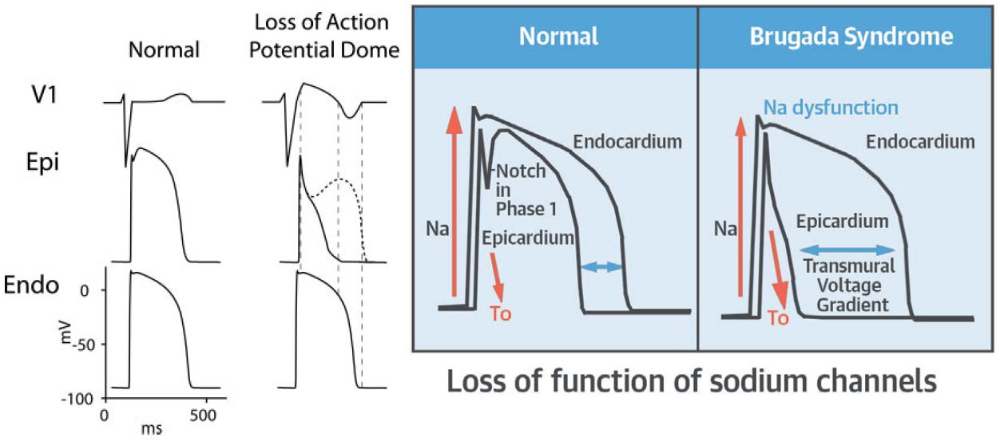 Normal
Loss of Action
Potential Dome
V1
Epi
Endo
0
-50
-100
mV
0
500
ms
Normal
Endocardium
Notch
in
Phase 1
Na
Epicardium
To
Brugada Syndrome
Na dysfunction
Endocardium
Na
Epicardium
Transmural
Voltage
Gradient
To
Loss of function of sodium channels